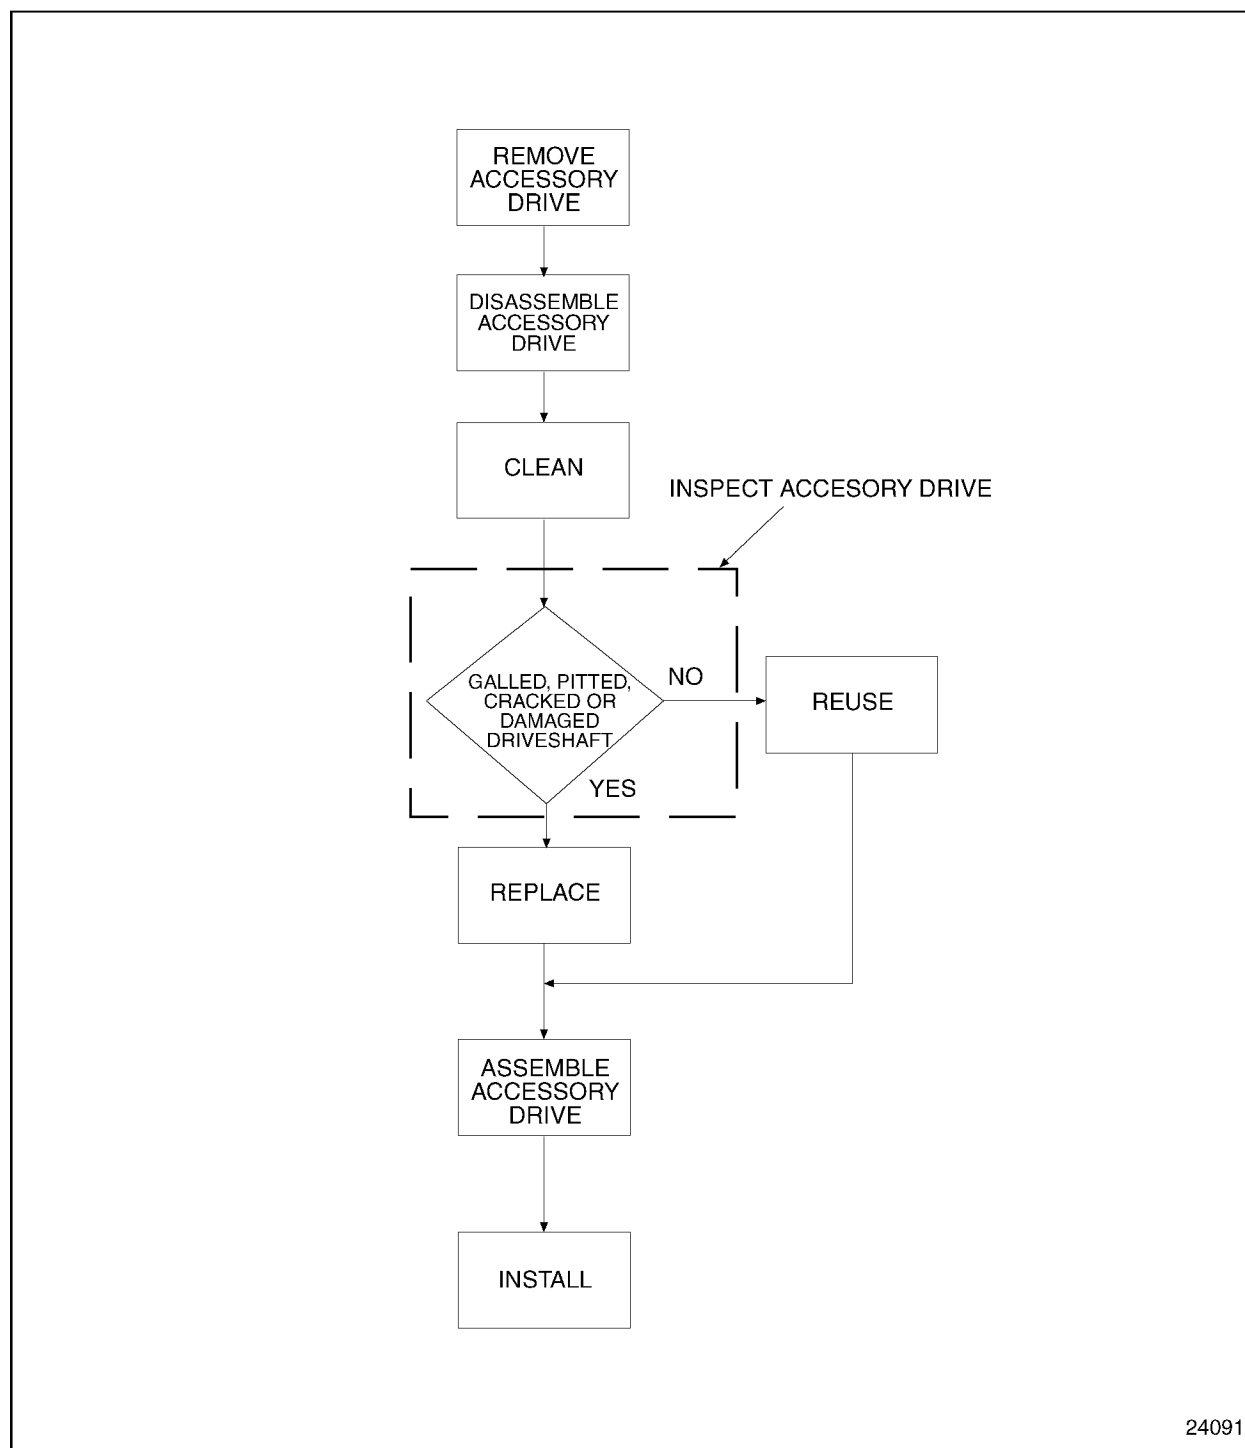 REMOVE
ACCESSORY
DRIVE
DISASSEMBLE
ACCESSORY
DRIVE
CLEAN
INSPECT ACCESORY DRIVE
GALLED, PITTED,
CRACKED OR
DAMAGED
DRIVESHAFT
NO
REUSE
YES
REPLACE
ASSEMBLE
ACCESSORY
DRIVE
INSTALL
24091